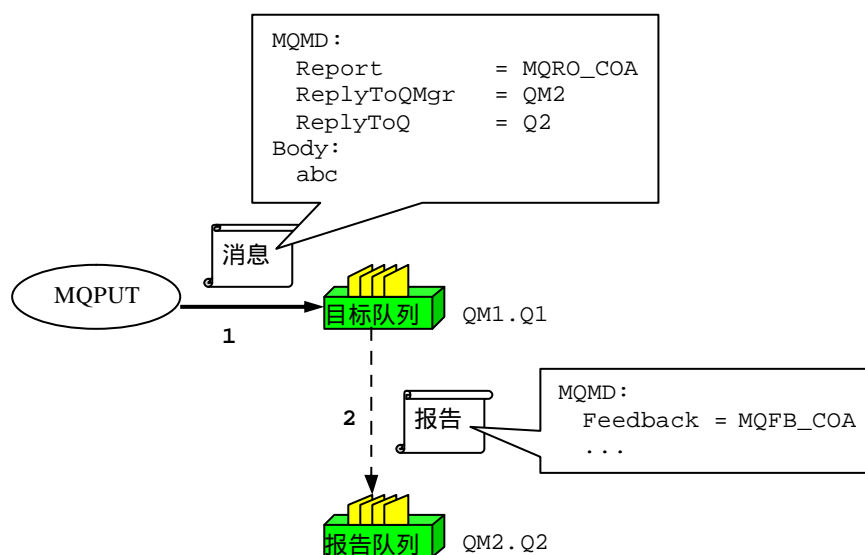 MQMD:
Report = MQRO_COA
ReplyToQMgr = QM2
ReplyToQ = Q2
Body:
abc
消息
MQPUT
目标队列 QM1.Q1
1
MQMD:
Feedback = MQFB_COA
...
2
报告
报告队列 QM2.Q2